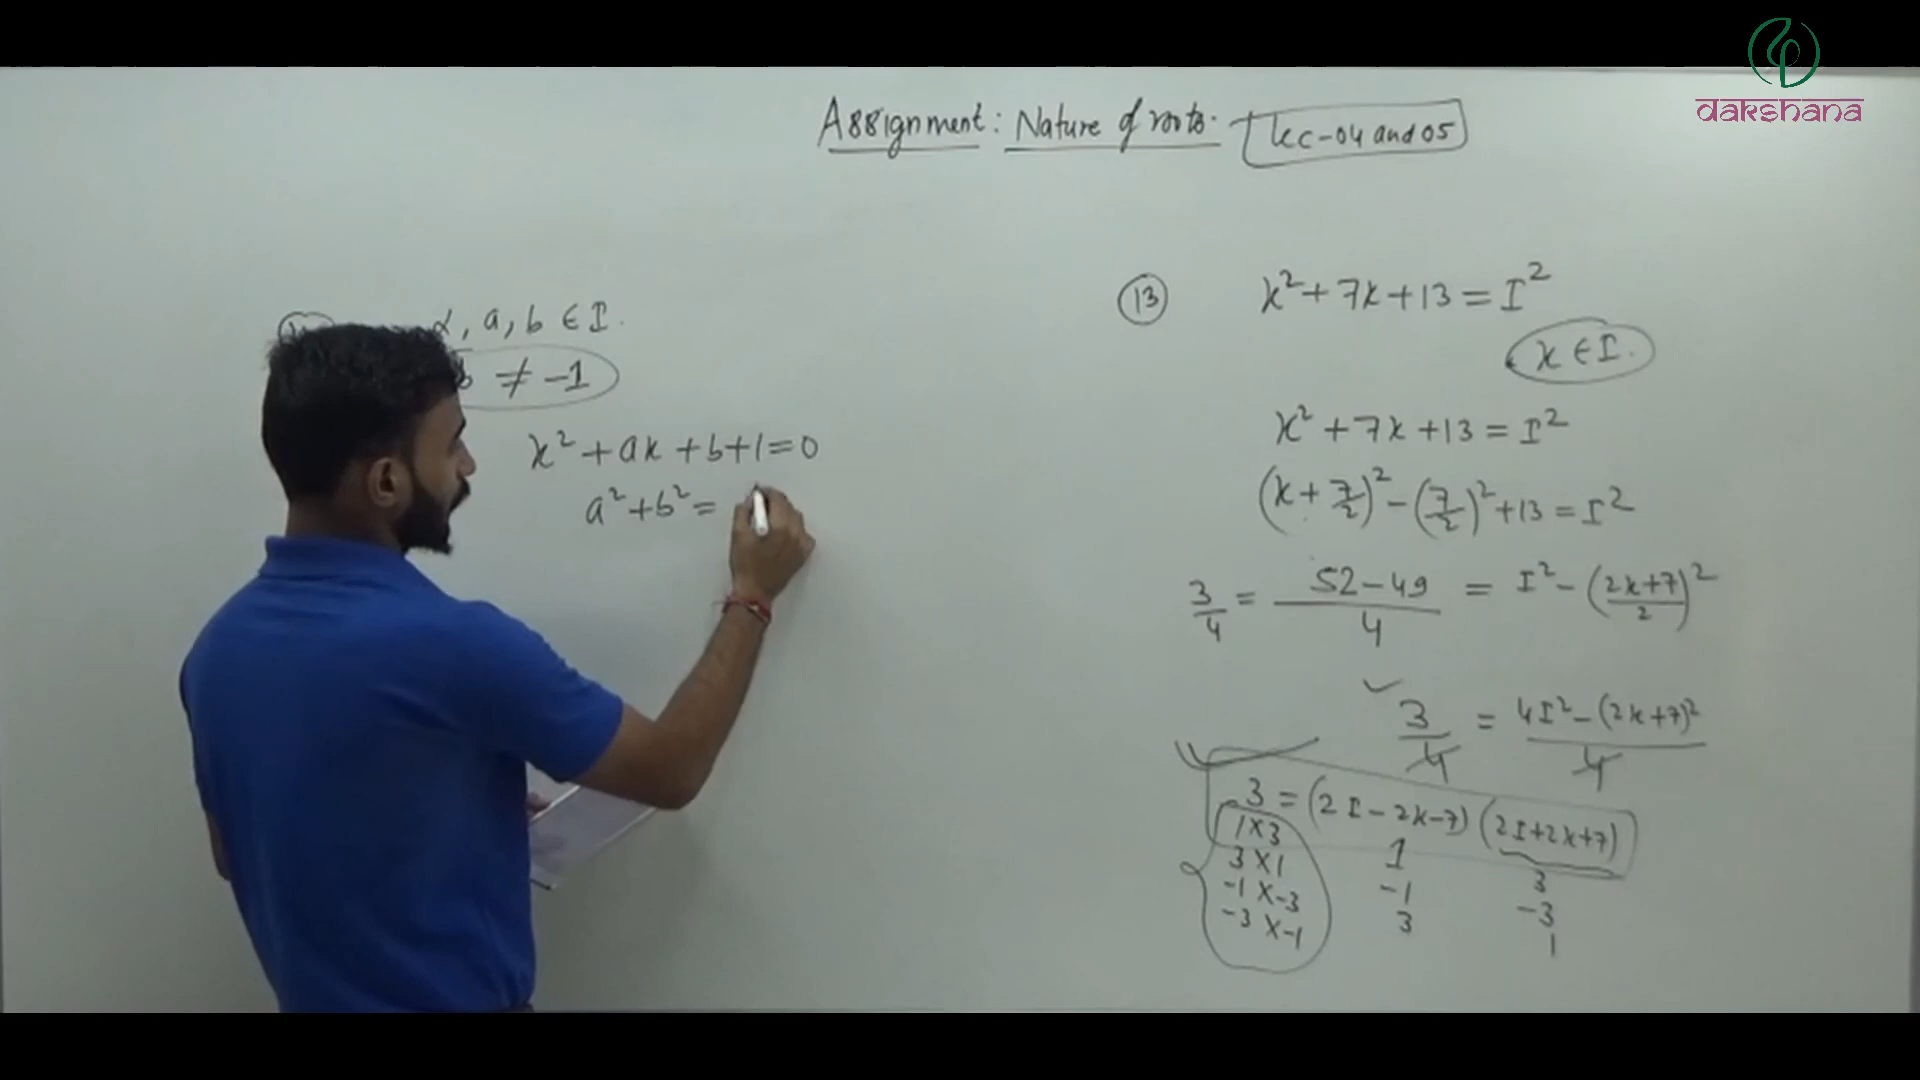 dakshana
Assignment: Nature of roots. Lec-04 and 05
α, a, b ∈ I.
b ≠ -1
x² + ax + b + 1 = 0
a² + b² =
(13) x² + 7x + 13 = I²
x ∈ I.
x² + 7x + 13 = I²
(x + 7/2)² - (7/2)² + 13 = I²
3/4 = (52 - 49)/4 = I² - ((2x+7)/2)²
3/4 = (4I² - (2x+7)²)/4
3 = (2I - 2x - 7) (2I + 2x + 7)
1 × 3 1 3
3 × 1 -1 -3
-1 × -3 3 1
-3 × -1